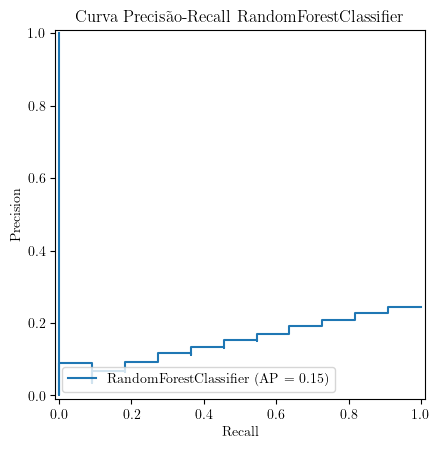 Curva Precisão-Recall RandomForestClassifier
1.0
0.8
0.6
0.4
0.2
0.0
Precision
RandomForestClassifier (AP = 0.15)
0.0 0.2 0.4 0.6 0.8 1.0
Recall